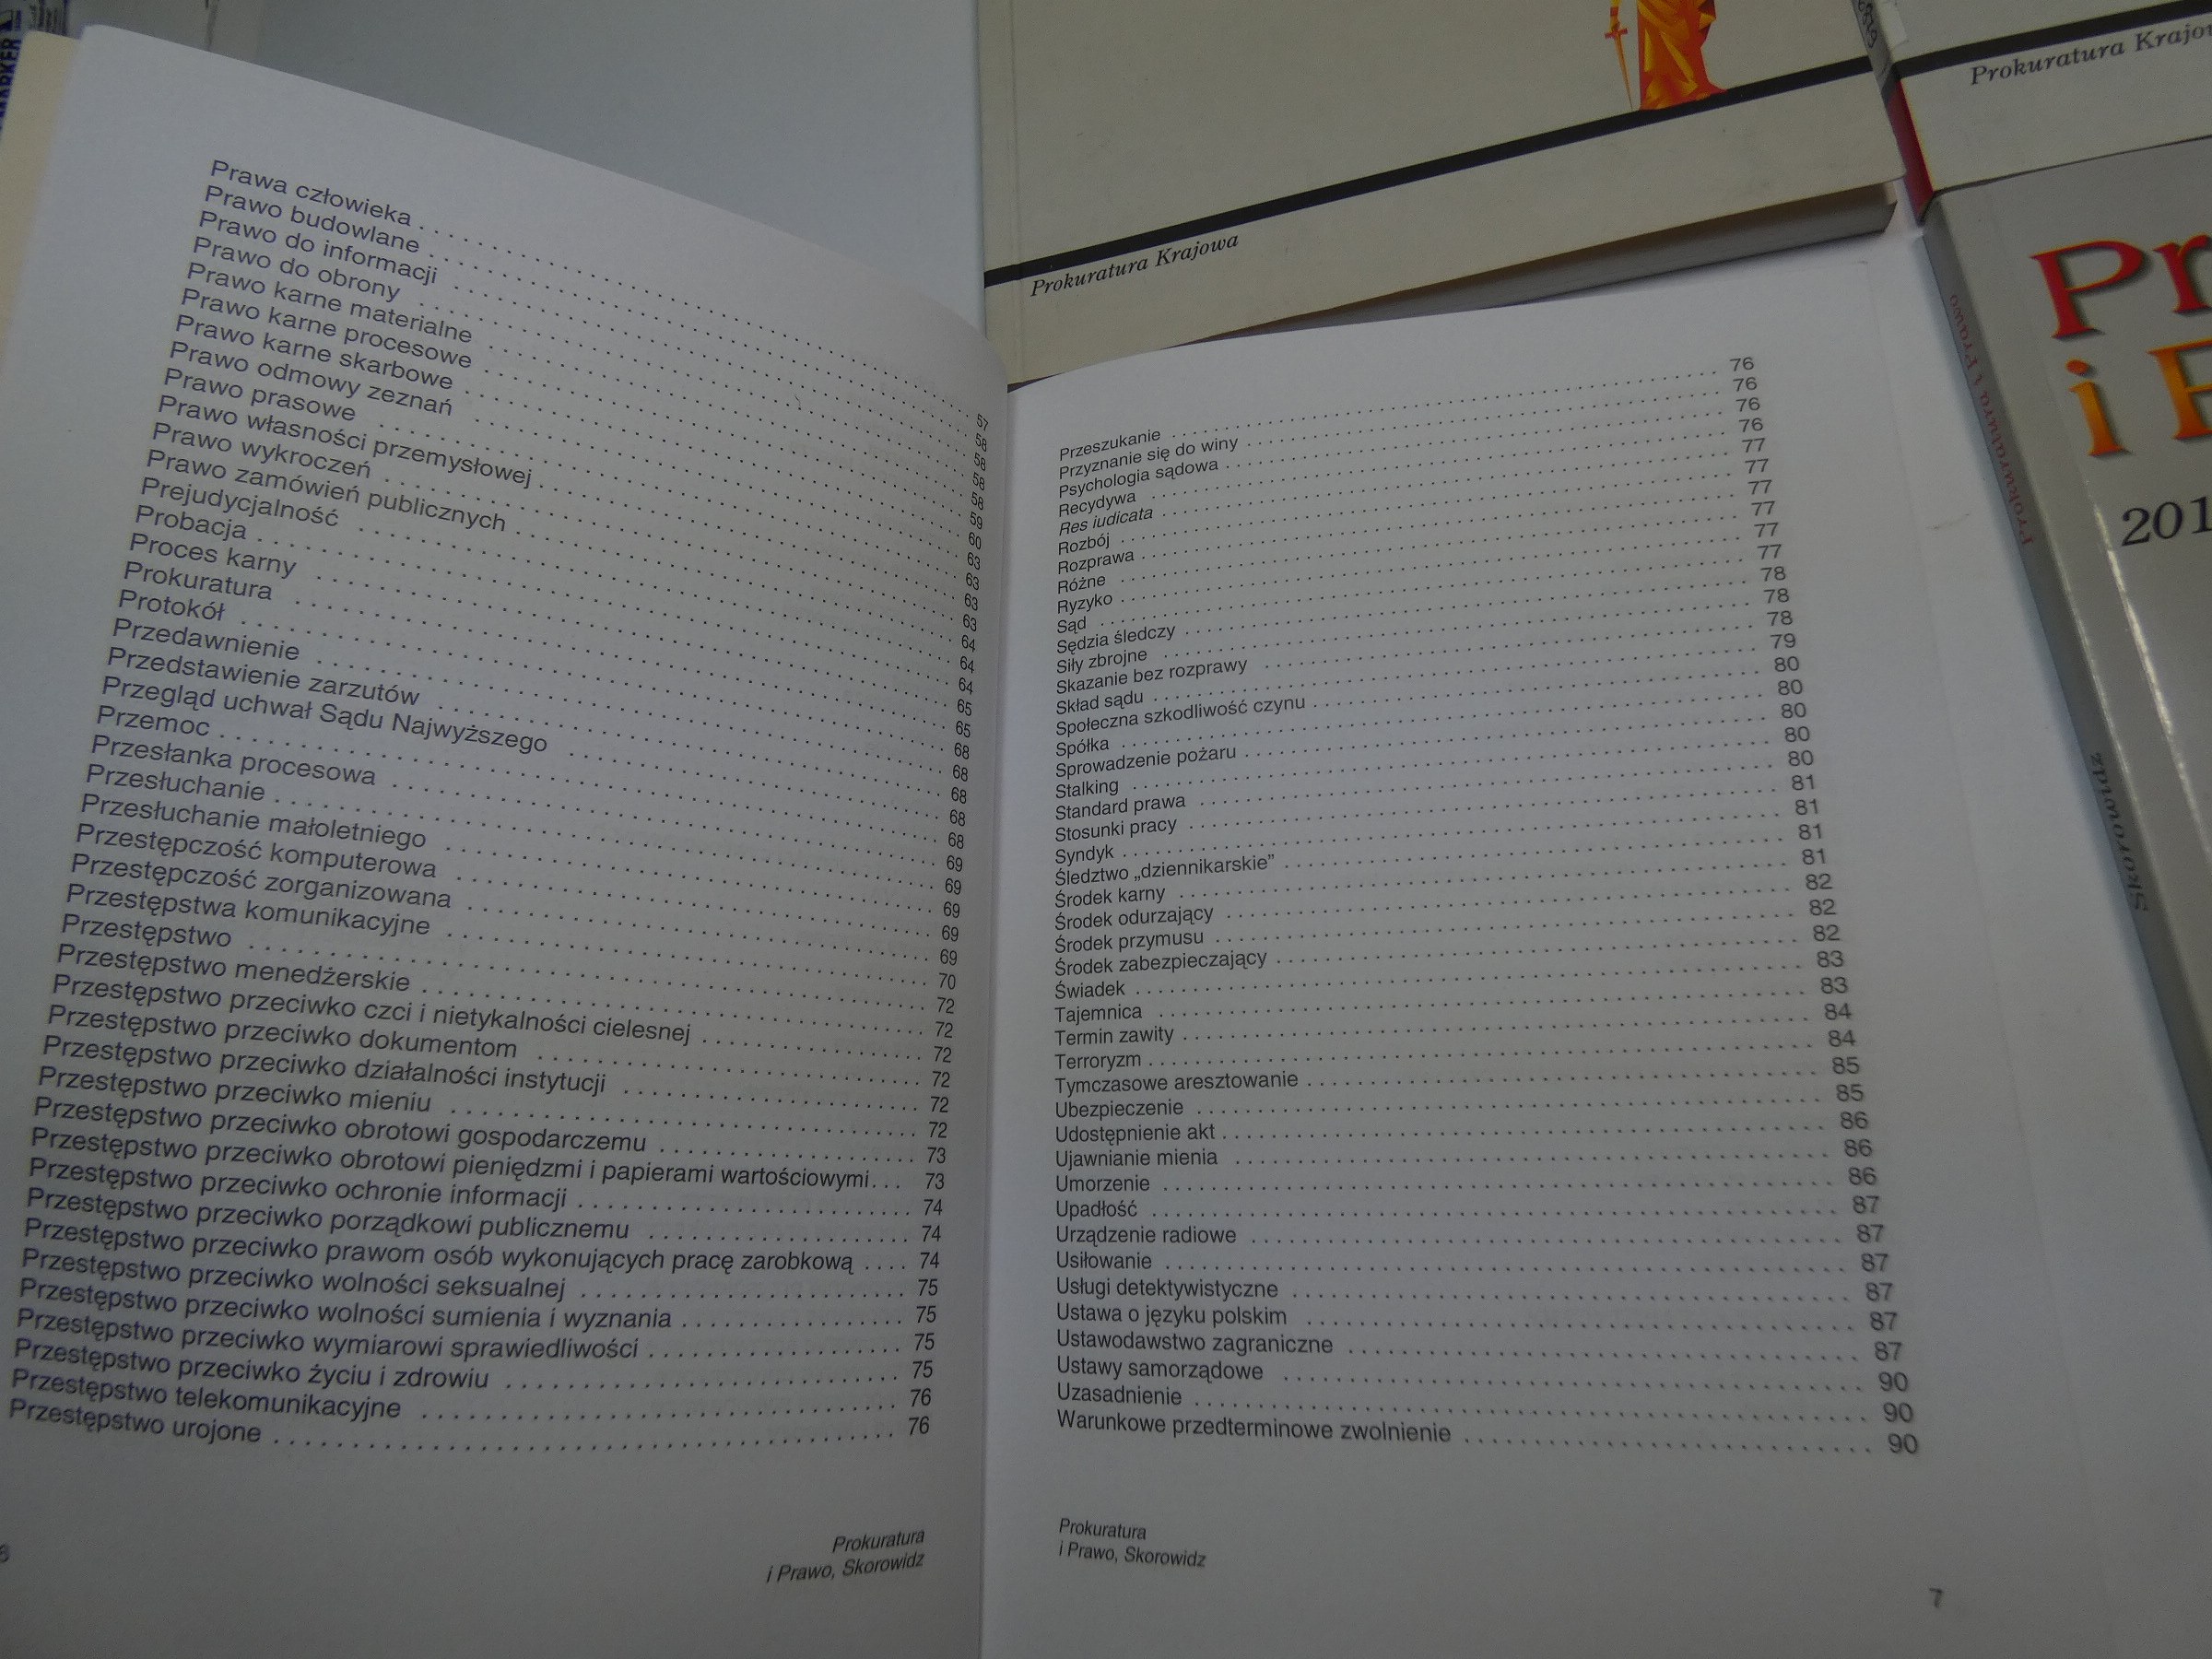 MARKER
Prokuratura Krajowa
Prokuratura Krajow
Pr
i P
201
Prokuratura i Prawo
Skorowidz
Prawa człowieka . . . . . 57
Prawo budowlane . . . . . 58
Prawo do informacji . . . . . 58
Prawo do obrony . . . . . 58
Prawo karne materialne . . . . . 58
Prawo karne procesowe . . . . . 59
Prawo karne skarbowe . . . . . 60
Prawo odmowy zeznań . . . . . 63
Prawo prasowe . . . . . 63
Prawo własności przemysłowej . . . . . 63
Prawo wykroczeń . . . . . 63
Prawo zamówień publicznych . . . . . 64
Prejudycjalność . . . . . 64
Probacja . . . . . 64
Proces karny . . . . . 65
Prokuratura . . . . . 65
Protokół . . . . . 68
Przedawnienie . . . . . 68
Przedstawienie zarzutów . . . . . 68
Przegląd uchwał Sądu Najwyższego . . . . . 68
Przemoc . . . . . 68
Przesłanka procesowa . . . . . 69
Przesłuchanie . . . . . 69
Przesłuchanie małoletniego . . . . . 69
Przestępczość komputerowa . . . . . 69
Przestępczość zorganizowana . . . . . 69
Przestępstwa komunikacyjne . . . . . 70
Przestępstwo . . . . . 72
Przestępstwo menedżerskie . . . . . 72
Przestępstwo przeciwko czci i nietykalności cielesnej . . . . . 72
Przestępstwo przeciwko dokumentom . . . . . 72
Przestępstwo przeciwko działalności instytucji . . . . . 72
Przestępstwo przeciwko mieniu . . . . . 72
Przestępstwo przeciwko obrotowi gospodarczemu . . . . . 73
Przestępstwo przeciwko obrotowi pieniędzmi i papierami wartościowymi. . . 73
Przestępstwo przeciwko ochronie informacji . . . . . 74
Przestępstwo przeciwko porządkowi publicznemu . . . . . 74
Przestępstwo przeciwko prawom osób wykonujących pracę zarobkową . . . . 74
Przestępstwo przeciwko wolności seksualnej . . . . . 75
Przestępstwo przeciwko wolności sumienia i wyznania . . . . . 75
Przestępstwo przeciwko wymiarowi sprawiedliwości . . . . . 75
Przestępstwo przeciwko życiu i zdrowiu . . . . . 75
Przestępstwo telekomunikacyjne . . . . . 76
Przestępstwo urojone . . . . . 76
Prokuratura
i Prawo, Skorowidz
6
Przeszukanie . . . . . 76
Przyznanie się do winy . . . . . 76
Psychologia sądowa . . . . . 76
Recydywa . . . . . 76
Res iudicata . . . . . 77
Rozbój . . . . . 77
Rozprawa . . . . . 77
Różne . . . . . 77
Ryzyko . . . . . 77
Sąd . . . . . 77
Sędzia śledczy . . . . . 78
Siły zbrojne . . . . . 78
Skazanie bez rozprawy . . . . . 78
Skład sądu . . . . . 79
Społeczna szkodliwość czynu . . . . . 80
Spółka . . . . . 80
Sprowadzenie pożaru . . . . . 80
Stalking . . . . . 80
Standard prawa . . . . . 80
Stosunki pracy . . . . . 81
Syndyk . . . . . 81
Śledztwo „dziennikarskie” . . . . . 81
Środek karny . . . . . 81
Środek odurzający . . . . . 82
Środek przymusu . . . . . 82
Środek zabezpieczający . . . . . 82
Świadek . . . . . 83
Tajemnica . . . . . 83
Termin zawity . . . . . 84
Terroryzm . . . . . 84
Tymczasowe aresztowanie . . . . . 85
Ubezpieczenie . . . . . 85
Udostępnienie akt . . . . . 86
Ujawnianie mienia . . . . . 86
Umorzenie . . . . . 86
Upadłość . . . . . 87
Urządzenie radiowe . . . . . 87
Usiłowanie . . . . . 87
Usługi detektywistyczne . . . . . 87
Ustawa o języku polskim . . . . . 87
Ustawodawstwo zagraniczne . . . . . 87
Ustawy samorządowe . . . . . 90
Uzasadnienie . . . . . 90
Warunkowe przedterminowe zwolnienie . . . . . 90
Prokuratura
i Prawo, Skorowidz
7